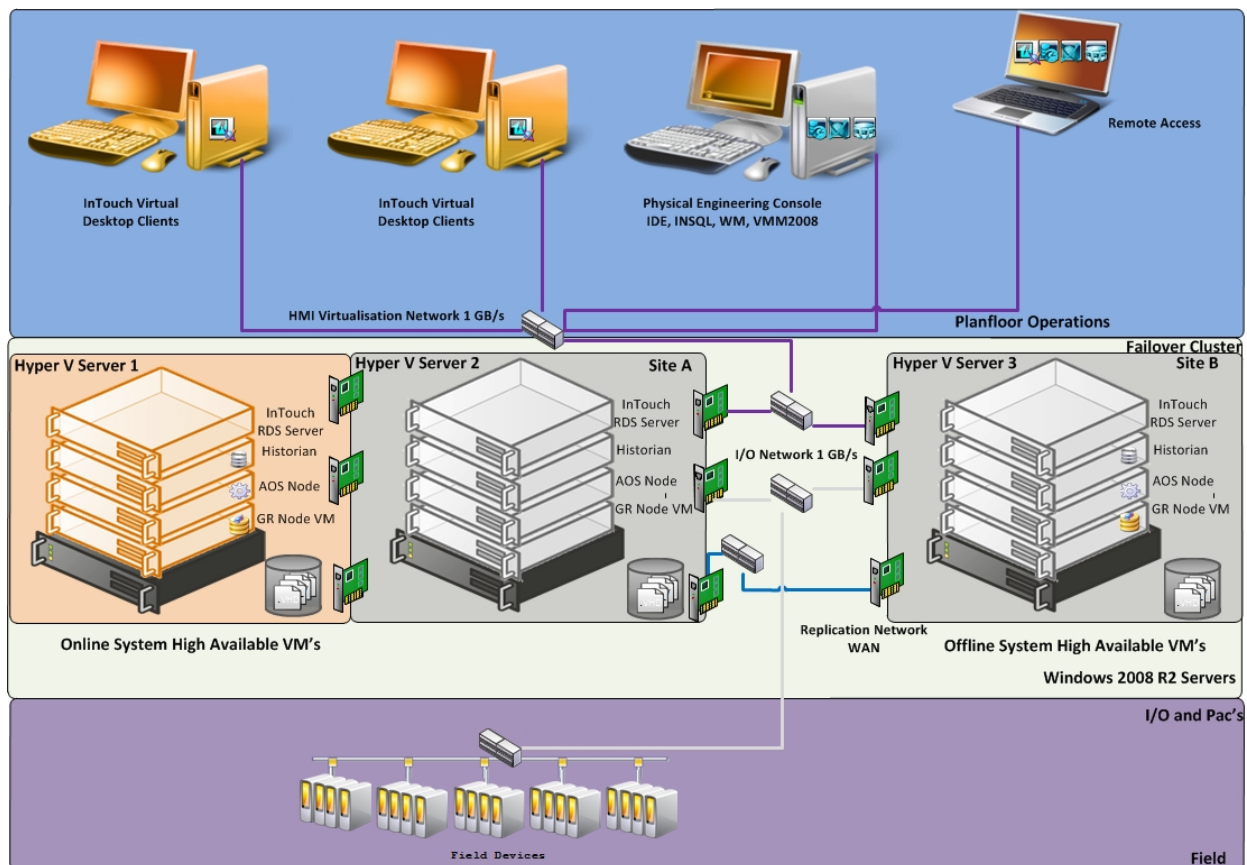 Remote Access
InTouch Virtual
Desktop Clients
InTouch Virtual
Desktop Clients
Physical Engineering Console
IDE, INSQL, WM, VMM2008
HMI Virtualisation Network 1 GB/s
Planfloor Operations
Failover Cluster
Hyper V Server 1
InTouch
RDS Server
Historian
AOS Node
GR Node VM
Hyper V Server 2
Site A
InTouch
RDS Server
Historian
AOS Node
GR Node VM
I/O Network 1 GB/s
Hyper V Server 3
Site B
InTouch
RDS Server
Historian
AOS Node
GR Node VM
Replication Network
WAN
Online System High Available VM's
Offline System High Available VM's
Windows 2008 R2 Servers
I/O and Pac's
Field Devices
Field